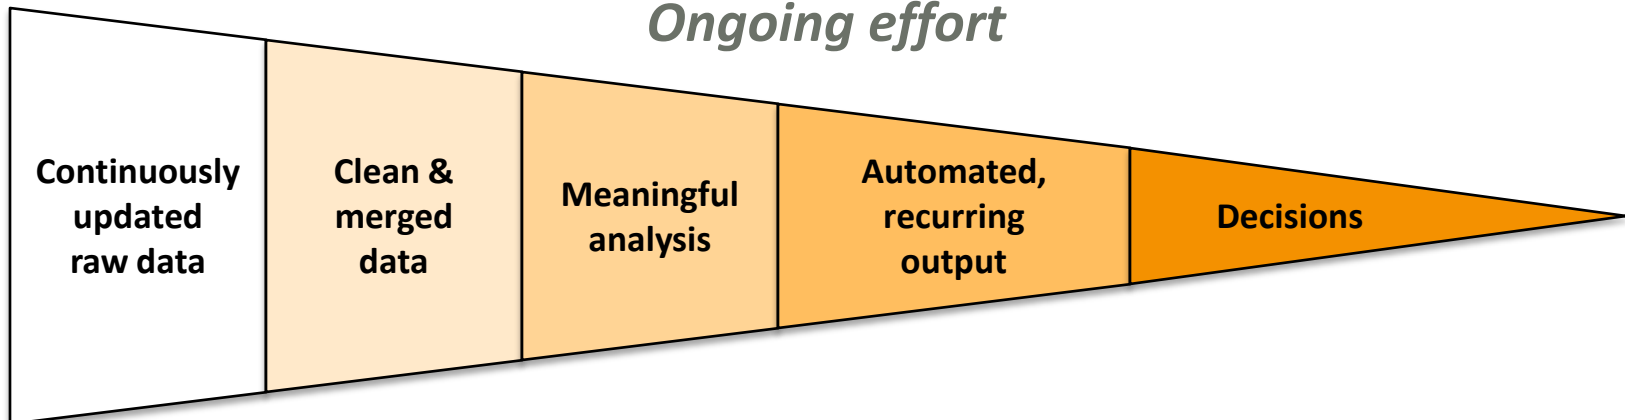 Ongoing effort
Continuously
updated
raw data
Clean &
merged
data
Meaningful
analysis
Automated,
recurring
output
Decisions